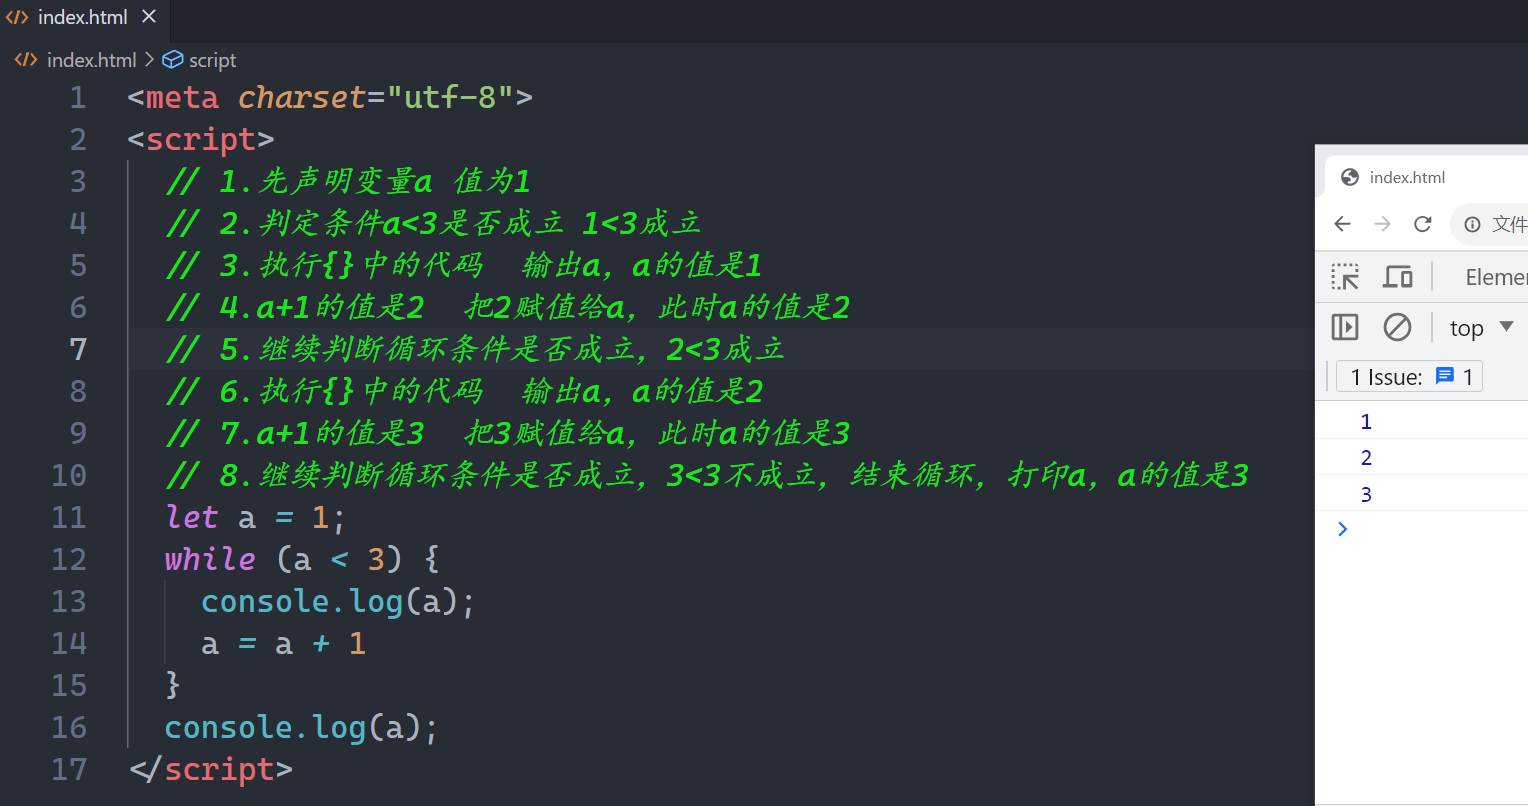 index.html
index.html script
1 <meta charset="utf-8">
2 <script>
3 // 1.先声明变量a 值为1
4 // 2.判定条件a<3是否成立 1<3成立
5 // 3.执行{}中的代码  输出a，a的值是1
6 // 4.a+1的值是2  把2赋值给a，此时a的值是2
7 // 5.继续判断循环条件是否成立，2<3成立
8 // 6.执行{}中的代码  输出a，a的值是2
9 // 7.a+1的值是3  把3赋值给a，此时a的值是3
10 // 8.继续判断循环条件是否成立，3<3不成立，结束循环，打印a，a的值是3
11 let a = 1;
12 while (a < 3) {
13 console.log(a);
14 a = a + 1
15 }
16 console.log(a);
17 </script>
index.html
文件
Elemen
top
1 Issue: 1
1
2
3